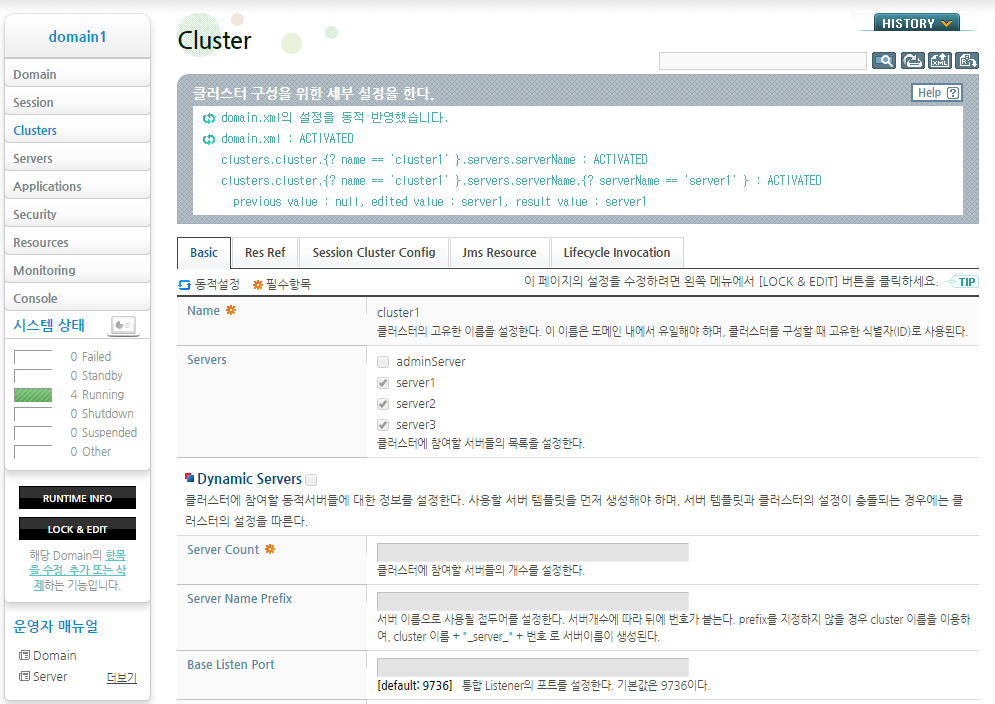 domain1
Domain
Session
Clusters
Servers
Applications
Security
Resources
Monitoring
Console
시스템 상태
0 Failed
0 Standby
4 Running
0 Shutdown
0 Suspended
0 Other
RUNTIME INFO
LOCK & EDIT
해당 Domain의 항목
을 수정, 추가 또는 삭
제하는 기능입니다.
운영자 매뉴얼
Domain
Server 더보기
Cluster
HISTORY
클러스터 구성을 위한 세부 설정을 한다.
Help ?
domain.xml의 설정을 동적 반영했습니다.
domain.xml : ACTIVATED
clusters.cluster.{? name == 'cluster1' }.servers.serverName : ACTIVATED
clusters.cluster.{? name == 'cluster1' }.servers.serverName.{? serverName == 'server1' } : ACTIVATED
previous value : null, edited value : server1, result value : server1
Basic Res Ref Session Cluster Config Jms Resource Lifecycle Invocation
동적설정 필수항목 이 페이지의 설정을 수정하려면 왼쪽 메뉴에서 [LOCK & EDIT] 버튼을 클릭하세요. TIP
Name cluster1
클러스터의 고유한 이름을 설정한다. 이 이름은 도메인 내에서 유일해야 하며, 클러스터를 구성할 때 고유한 식별자(ID)로 사용된다.
Servers adminServer
server1
server2
server3
클러스터에 참여할 서버들의 목록을 설정한다.
Dynamic Servers
클러스터에 참여할 동적서버들에 대한 정보를 설정한다. 사용할 서버 템플릿을 먼저 생성해야 하며, 서버 템플릿과 클러스터의 설정이 충돌되는 경우에는 클
러스터의 설정을 따른다.
Server Count
클러스터에 참여할 서버들의 개수를 설정한다.
Server Name Prefix
서버 이름으로 사용될 접두어를 설정한다. 서버개수에 따라 뒤에 번호가 붙는다. prefix를 지정하지 않을 경우 cluster 이름을 이용하
여, cluster 이름 + "_server_" + 번호 로 서버이름이 생성된다.
Base Listen Port
[default: 9736] 통합 Listener의 포트를 설정한다. 기본값은 9736이다.